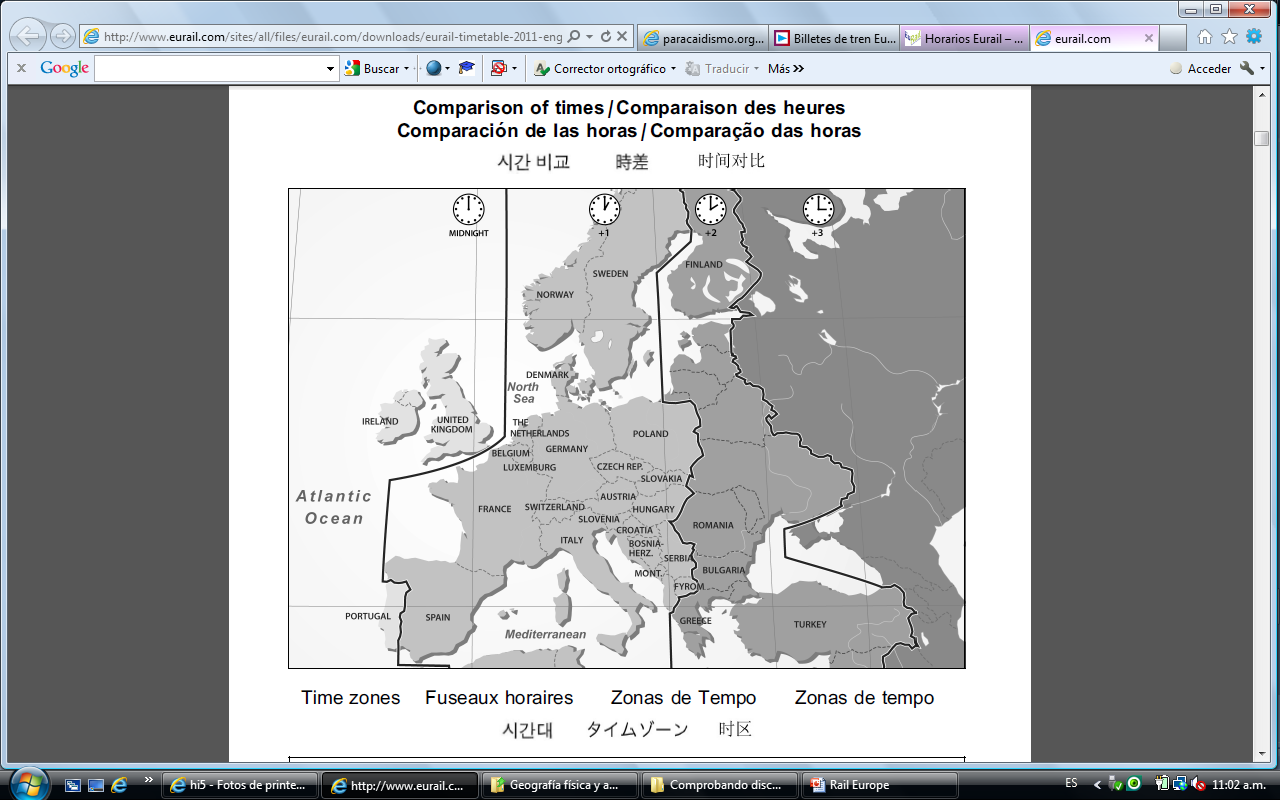 http://www.eurail.com/sites/all/files/eurail.com/downloads/eurail-timetable-2011-eng
paracaidismo.org...
Billetes de tren Eu...
Horarios Eurail – ...
eurail.com
Google
Buscar
Corrector ortográfico
Traducir
Más
Acceder
Comparison of times / Comparaison des heures
Comparación de las horas / Comparação das horas
시간 비교 時差 时间对比
MIDNIGHT +1 +2 +3
FINLAND
SWEDEN
NORWAY
DENMARK
North
Sea
IRELAND
UNITED
KINGDOM
THE
NETHERLANDS
POLAND
GERMANY
BELGIUM
LUXEMBURG
CZECH REP.
SLOVAKIA
Atlantic
Ocean
AUSTRIA
FRANCE
SWITZERLAND
HUNGARY
SLOVENIA
ROMANIA
CROATIA
ITALY
BOSNIA-
HERZ.
SERBIA
MONT.
BULGARIA
FYROM
PORTUGAL
SPAIN
GREECE
TURKEY
Mediterranean
Time zones Fuseaux horaires Zonas de Tempo Zonas de tempo
시간대 タイムゾーン 时区
hi5 - Fotos de printe...
http://www.eurail.c...
Geografía física y a...
Comprobando disc...
Rail Europe
ES
11:02 a.m.